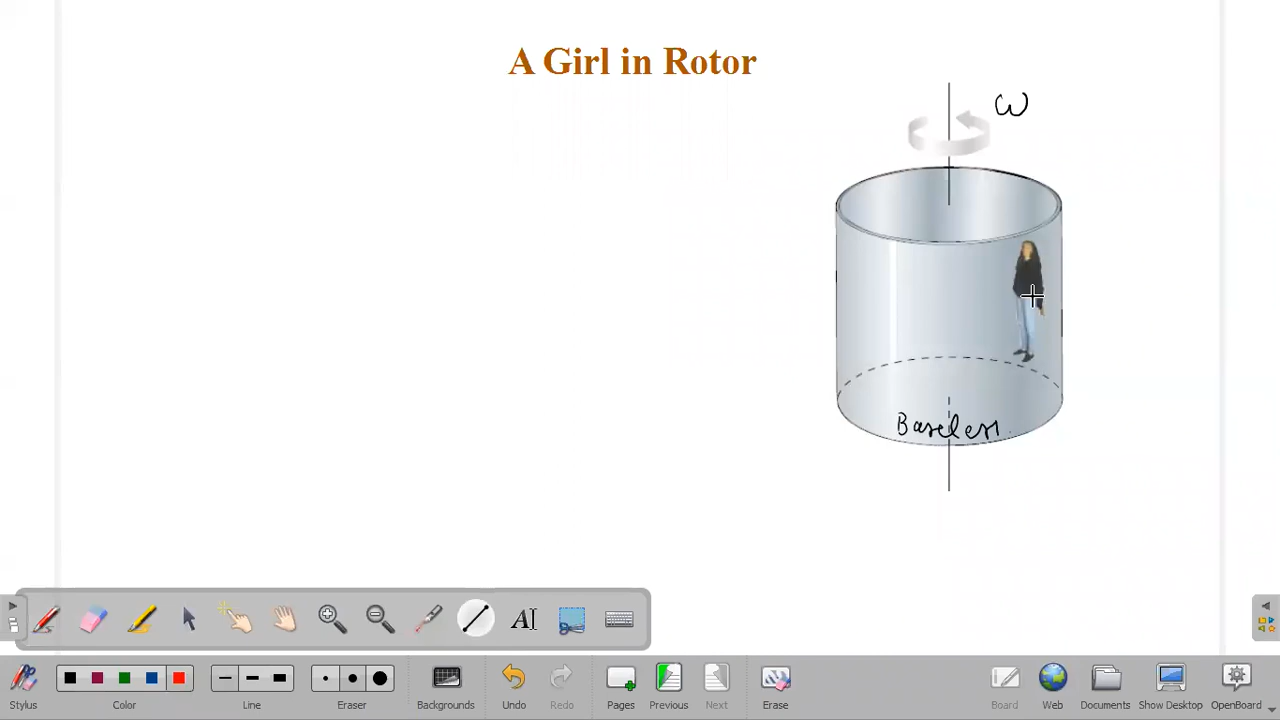 A Girl in Rotor
ω
Baseless
Stylus
Color
Line
Eraser
Backgrounds
Undo
Redo
Pages
Previous
Next
Erase
Board
Web
Documents
Show Desktop
OpenBoard